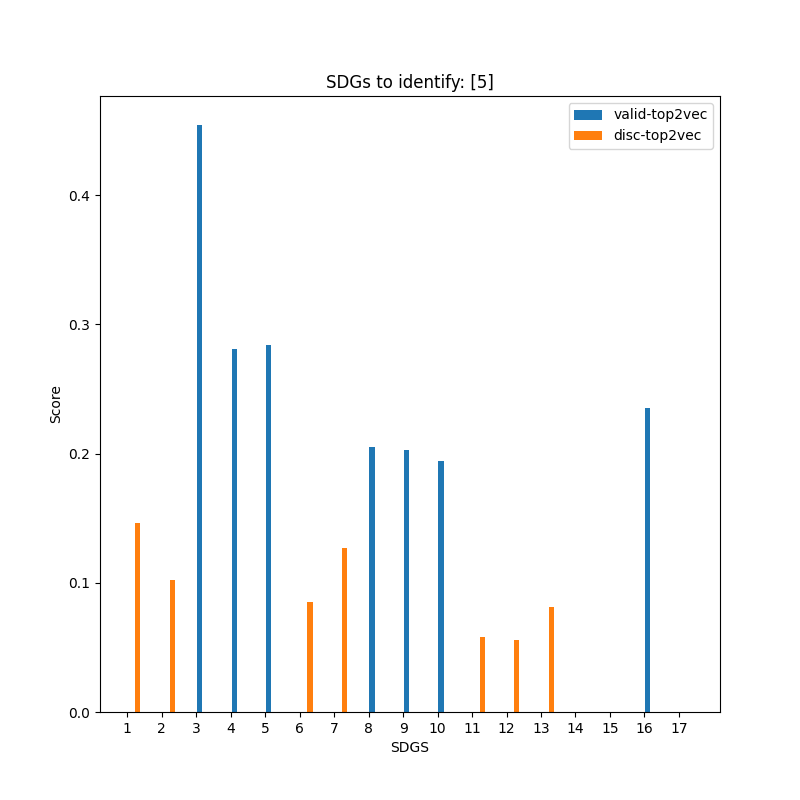 SDGs to identify: [5]
valid-top2vec
disc-top2vec
Score
0.4
0.3
0.2
0.1
0.0
1 2 3 4 5 6 7 8 9 10 11 12 13 14 15 16 17
SDGS